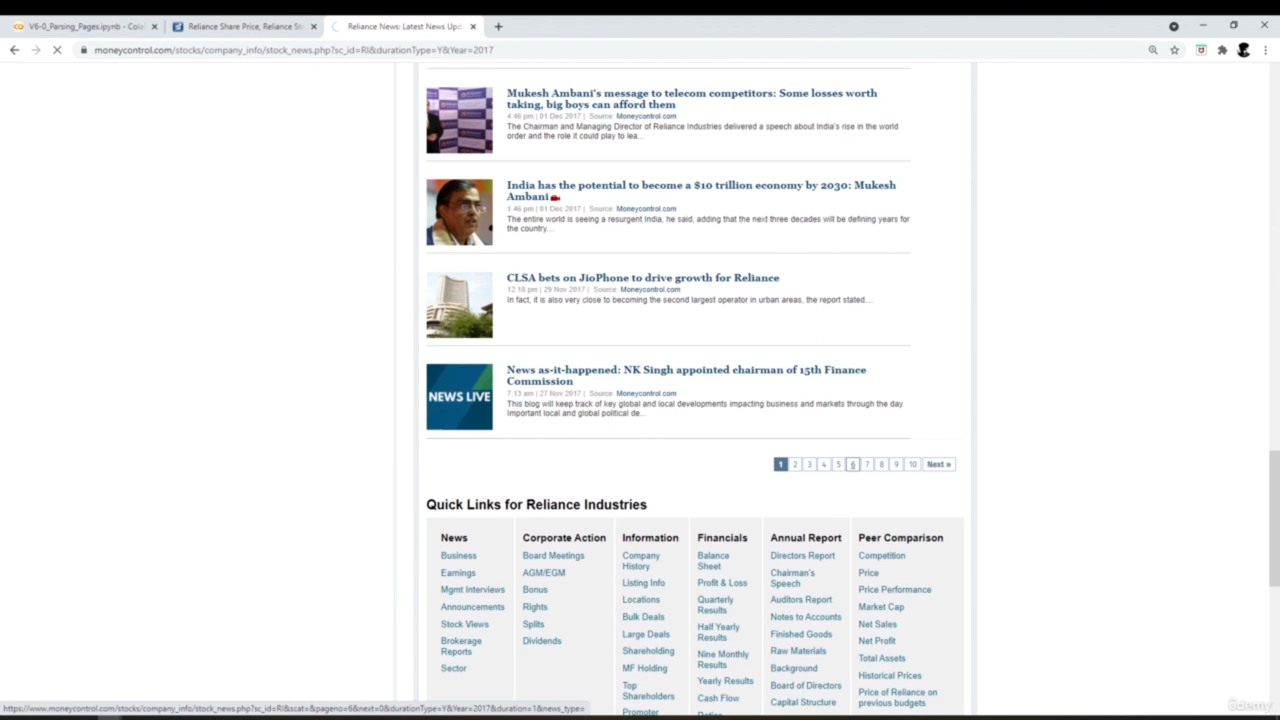 V6-0_Parsing_Pages.ipynb - Cola
Reliance Share Price, Reliance Sto
Reliance News: Latest News Upd
moneycontrol.com/stocks/company_info/stock_news.php?sc_id=RI&durationType=Y&Year=2017
Mukesh Ambani's message to telecom competitors: Some losses worth
taking, big boys can afford them
4.46 pm | 01 Dec 2017 | Source: Moneycontrol.com
The Chairman and Managing Director of Reliance Industries delivered a speech about India's rise in the world
order and the role it could play to lea...
India has the potential to become a $10 trillion economy by 2030: Mukesh
Ambani
1.46 pm | 01 Dec 2017 | Source: Moneycontrol.com
The entire world is seeing a resurgent India, he said, adding that the next three decades will be defining years for
the country....
CLSA bets on JioPhone to drive growth for Reliance
12.18 pm | 29 Nov 2017 | Source: Moneycontrol.com
In fact, it is also very close to becoming the second largest operator in urban areas, the report stated....
NEWS LIVE
News as-it-happened: NK Singh appointed chairman of 15th Finance
Commission
7.13 am | 27 Nov 2017 | Source: Moneycontrol.com
This blog will keep track of key global and local developments impacting business and markets through the day.
Important local and global political de...
1 2 3 4 5 6 7 8 9 10 Next »
Quick Links for Reliance Industries
News
Business
Earnings
Mgmt Interviews
Announcements
Stock Views
Brokerage
Reports
Sector
Corporate Action
Board Meetings
AGM/EGM
Bonus
Rights
Splits
Dividends
Information
Company
History
Listing Info
Locations
Bulk Deals
Large Deals
Shareholding
MF Holding
Top
Shareholders
Promoter
Financials
Balance
Sheet
Profit & Loss
Quarterly
Results
Half Yearly
Results
Nine Monthly
Results
Yearly Results
Cash Flow
Annual Report
Directors Report
Chairman's
Speech
Auditors Report
Notes to Accounts
Finished Goods
Raw Materials
Background
Board of Directors
Capital Structure
Peer Comparison
Competition
Price
Price Performance
Market Cap
Net Sales
Net Profit
Total Assets
Historical Prices
Price of Reliance on
previous budgets
https://www.moneycontrol.com/stocks/company_info/stock_news.php?sc_id=RI&scat=&pageno=6&next=0&durationType=Y&Year=2017&duration=1&news_type=
Udemy